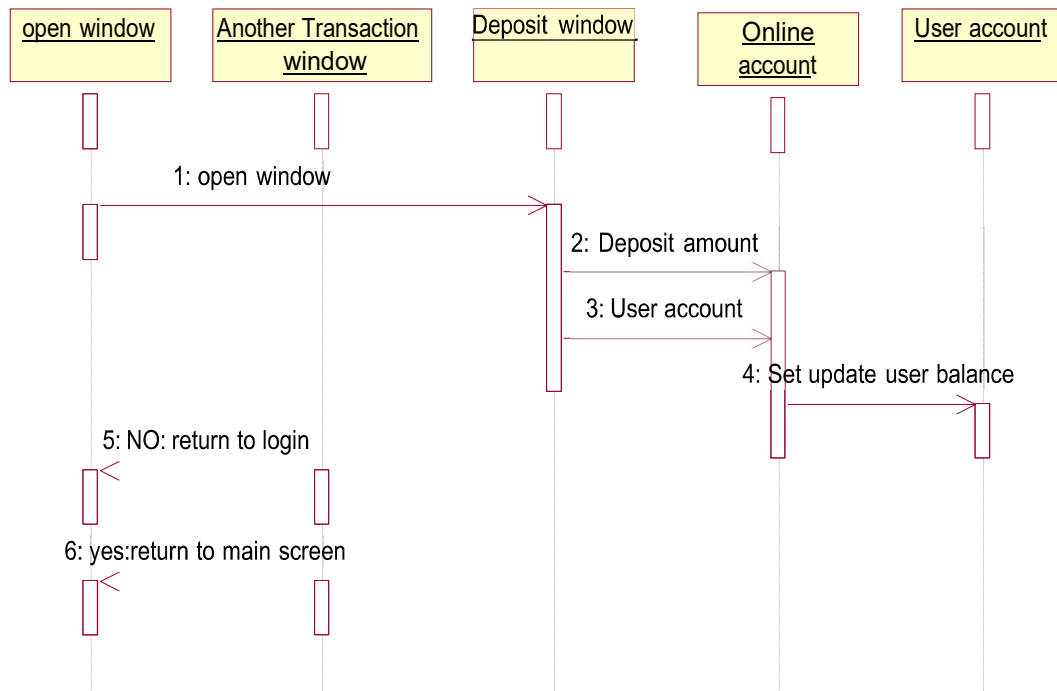 open window
Another Transaction
window
Deposit window
Online
account
User account
1: open window
2: Deposit amount
3: User account
4: Set update user balance
5: NO: return to login
6: yes:return to main screen